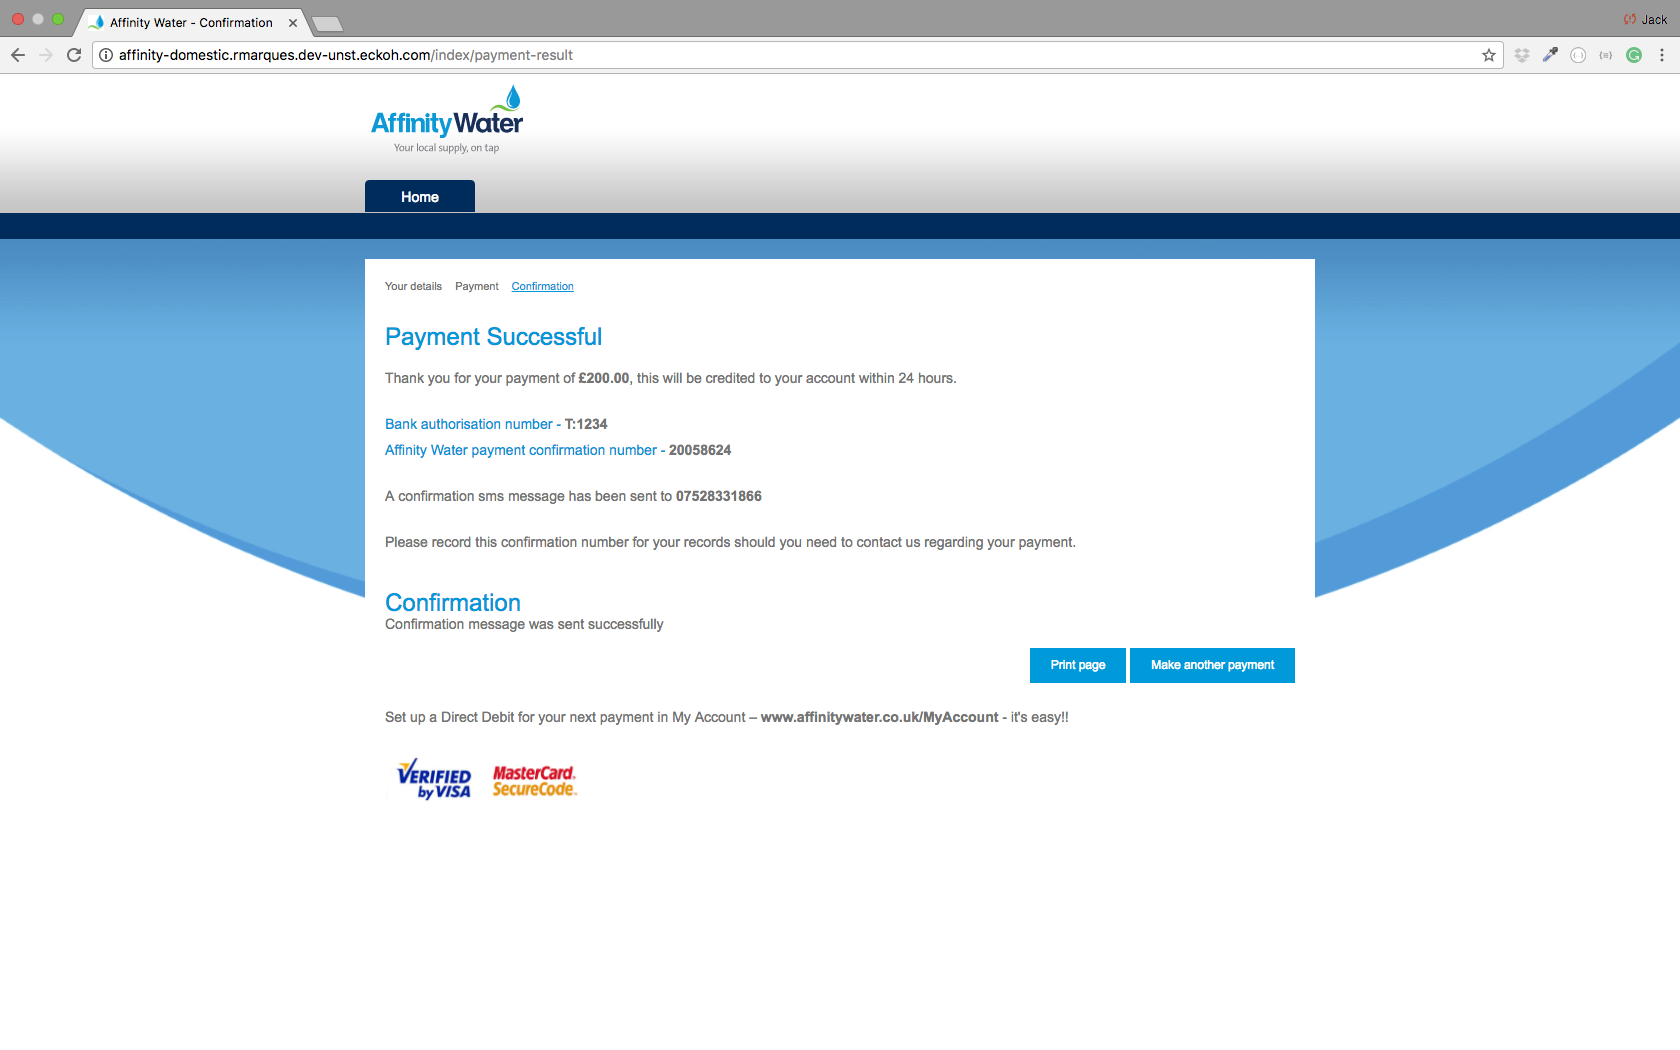 Affinity Water - Confirmation
Jack
affinity-domestic.rmarques.dev-unst.eckoh.com/index/payment-result
AffinityWater
Your local supply, on tap
Home
Your details Payment Confirmation
Payment Successful
Thank you for your payment of £200.00, this will be credited to your account within 24 hours.
Bank authorisation number - T:1234
Affinity Water payment confirmation number - 20058624
A confirmation sms message has been sent to 07528331866
Please record this confirmation number for your records should you need to contact us regarding your payment.
Confirmation
Confirmation message was sent successfully
Print page Make another payment
Set up a Direct Debit for your next payment in My Account – www.affinitywater.co.uk/MyAccount - it's easy!!
VERIFIED by VISA
MasterCard. SecureCode.